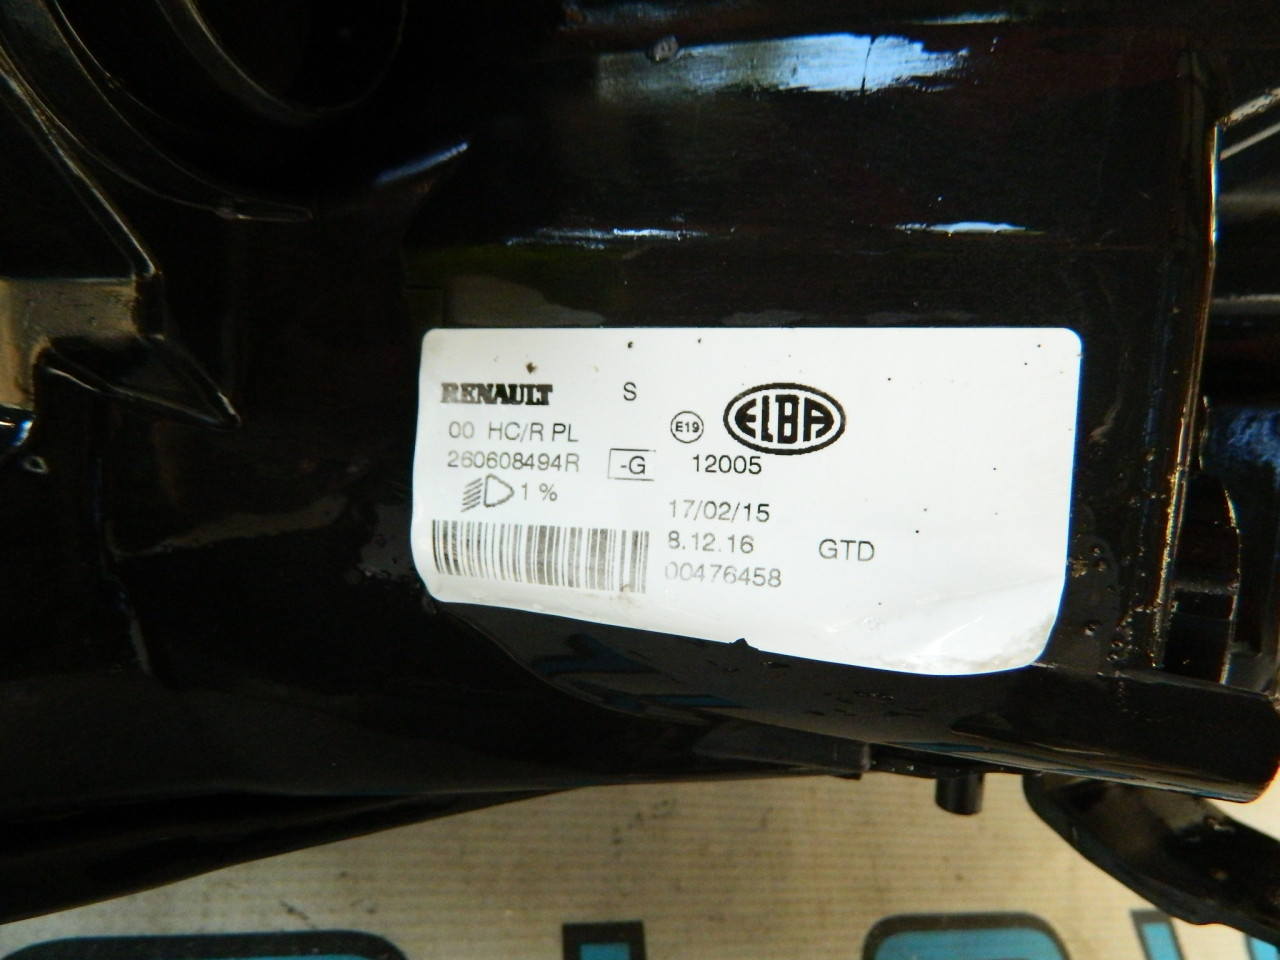 RENAULT S ELBA
00 HC/R PL E19
260608494R -G 12005
1 %
17/02/15
8.12.16 GTD
00476458